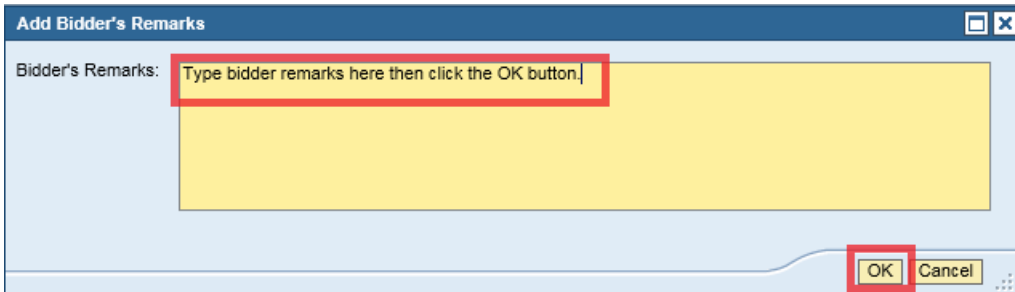 Add Bidder's Remarks
Bidder's Remarks: Type bidder remarks here then click the OK button.
OK Cancel